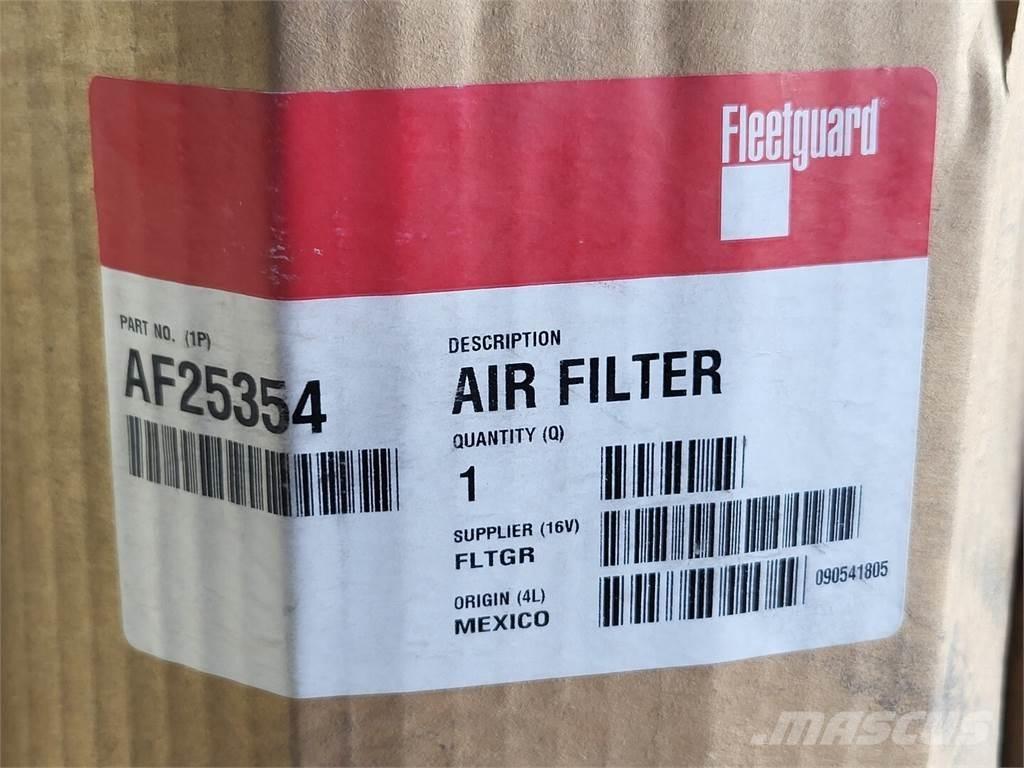 Fleetguard
PART NO. (1P)
AF25354
DESCRIPTION
AIR FILTER
QUANTITY (Q)
1
SUPPLIER (16V)
FLTGR
ORIGIN (4L)
MEXICO
090541805
MASCUS